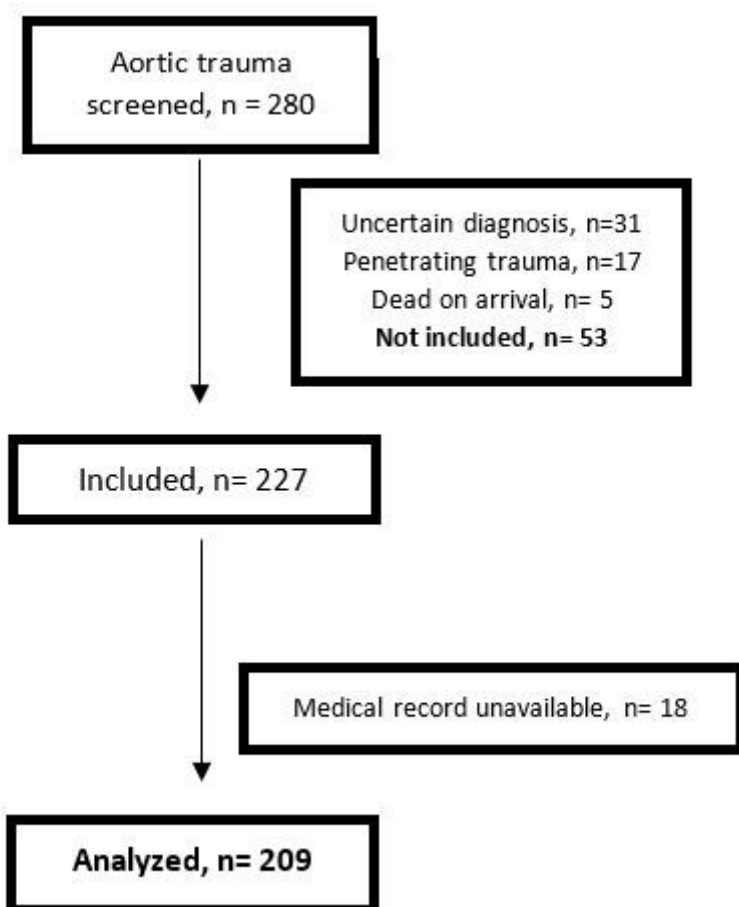 Aortic trauma
screened, n = 280
Uncertain diagnosis, n=31
Penetrating trauma, n=17
Dead on arrival, n= 5
Not included, n= 53
Included, n= 227
Medical record unavailable, n= 18
Analyzed, n= 209